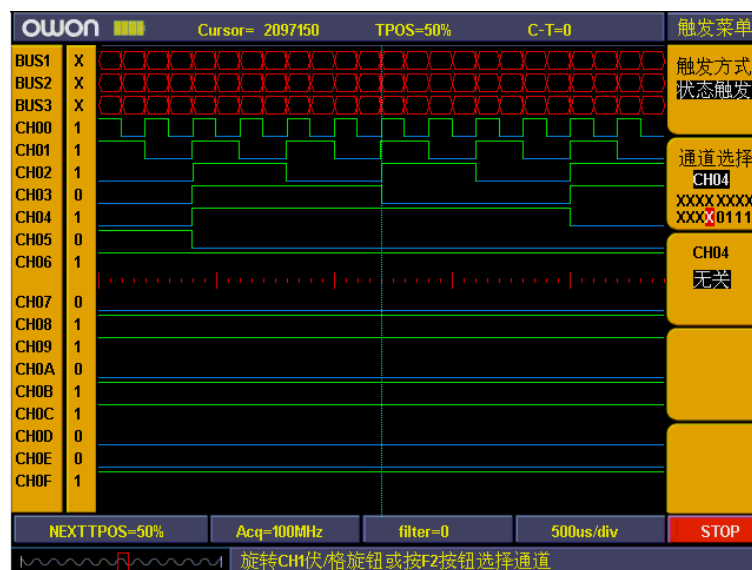 owon Cursor= 2097150 TPOS=50% C-T=0 触发菜单
BUS1 X
BUS2 X
BUS3 X
CH00 1
CH01 1
CH02 1
CH03 0
CH04 1
CH05 0
CH06 1
CH07 0
CH08 1
CH09 1
CH0A 0
CH0B 1
CH0C 1
CH0D 0
CH0E 0
CH0F 1
触发方式
状态触发
通道选择
CH04
XXXX XXXX
XXXX 0111
CH04
无关
NEXTTPOS=50% Acq=100MHz filter=0 500us/div STOP
旋转CH1伏/格旋钮或按F2按钮选择通道